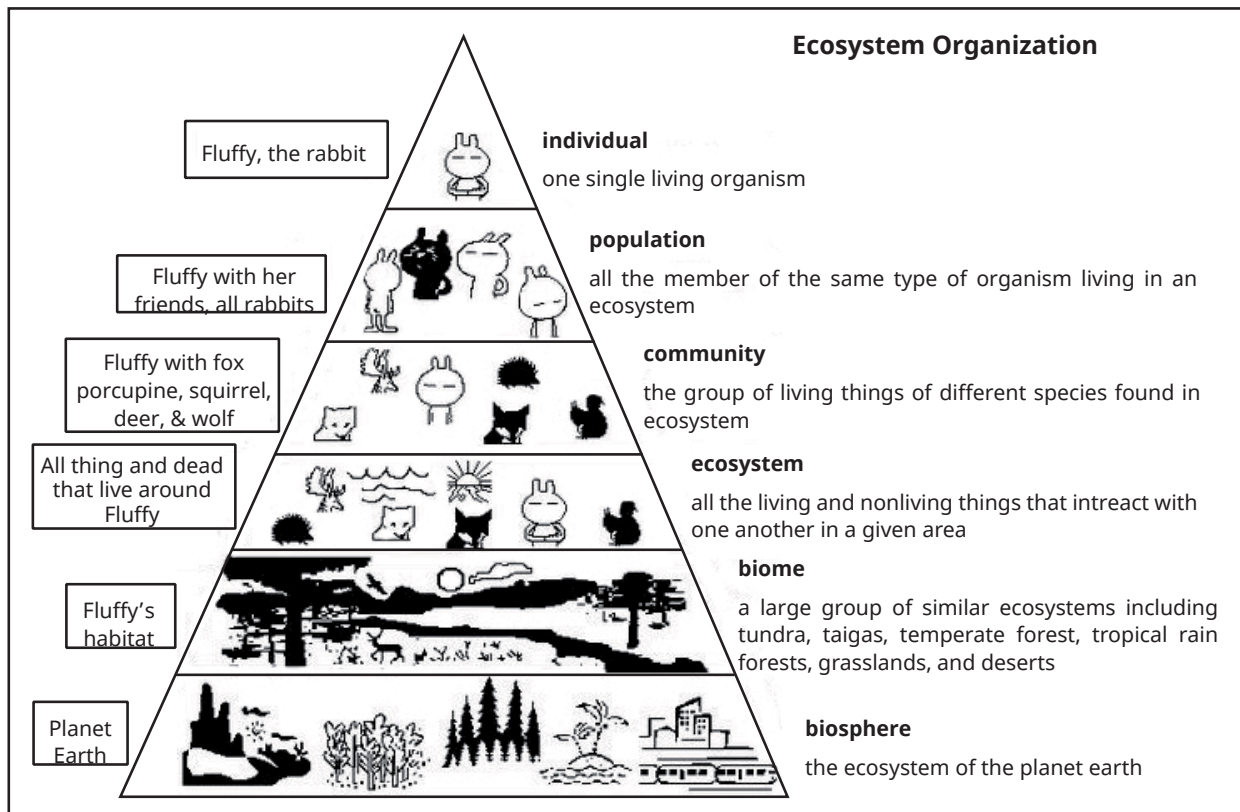 Ecosystem Organization
Fluffy, the rabbit
individual
one single living organism
Fluffy with her
friends, all rabbits
population
all the member of the same type of organism living in an
ecosystem
Fluffy with fox
porcupine, squirrel,
deer, & wolf
community
the group of living things of different species found in
ecosystem
All thing and dead
that live around
Fluffy
ecosystem
all the living and nonliving things that intreact with
one another in a given area
Fluffy's
habitat
biome
a large group of similar ecosystems including
tundra, taigas, temperate forest, tropical rain
forests, grasslands, and deserts
Planet
Earth
biosphere
the ecosystem of the planet earth